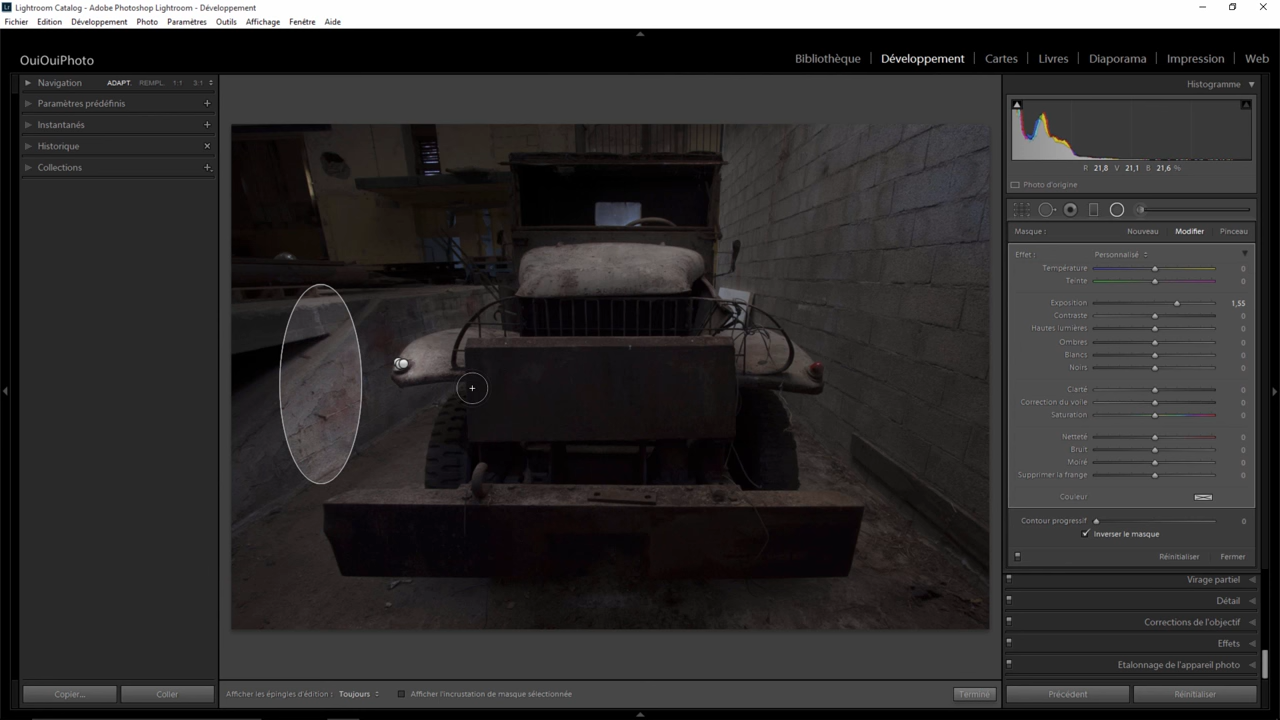 Lightroom Catalog - Adobe Photoshop Lightroom - Développement
Fichier Edition Développement Photo Paramètres Outils Affichage Fenêtre Aide
OuiOuiPhoto
Bibliothèque | Développement | Cartes | Livres | Diaporama | Impression | Web
Navigation ADAPT. REMPL. 1:1 3:1
Paramètres prédéfinis
Instantanés
Historique
Collections
Copier...
Coller
Afficher les épingles d'édition : Toujours
Afficher l'incrustation de masque sélectionnée
Terminé
Histogramme
R 21,8 V 21,1 B 21,6 %
Photo d'origine
Masque : Nouveau Modifier Pinceau
Effet : Personnalisé
Température 0
Teinte 0
Exposition 1,55
Contraste 0
Hautes lumières 0
Ombres 0
Blancs 0
Noirs 0
Clarté 0
Correction du voile 0
Saturation 0
Netteté 0
Bruit 0
Moiré 0
Supprimer la frange 0
Couleur
Contour progressif 0
Inverser le masque
Réinitialiser Fermer
Virage partiel
Détail
Corrections de l'objectif
Effets
Etalonnage de l'appareil photo
Précédent
Réinitialiser